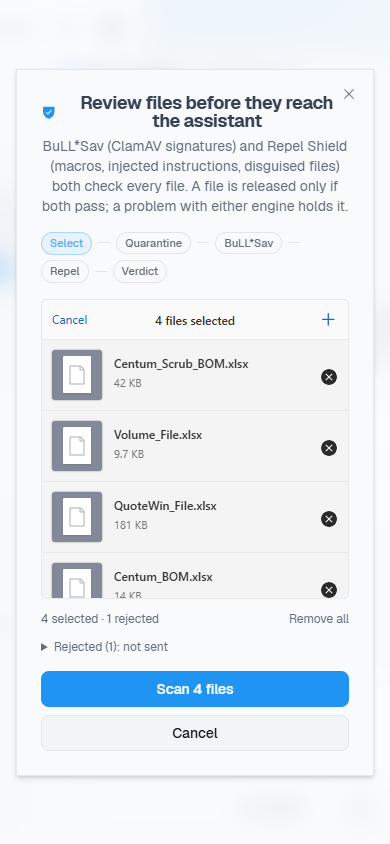 Review files before they reach
the assistant
BuLL*Sav (ClamAV signatures) and Repel Shield
(macros, injected instructions, disguised files)
both check every file. A file is released only if
both pass; a problem with either engine holds it.
Select
Quarantine
BuLL*Sav
Repel
Verdict
Cancel
4 files selected
Centum_Scrub_BOM.xlsx
42 KB
Volume_File.xlsx
9.7 KB
QuoteWin_File.xlsx
181 KB
Centum_BOM.xlsx
14 KB
4 selected · 1 rejected
Remove all
Rejected (1): not sent
Scan 4 files
Cancel